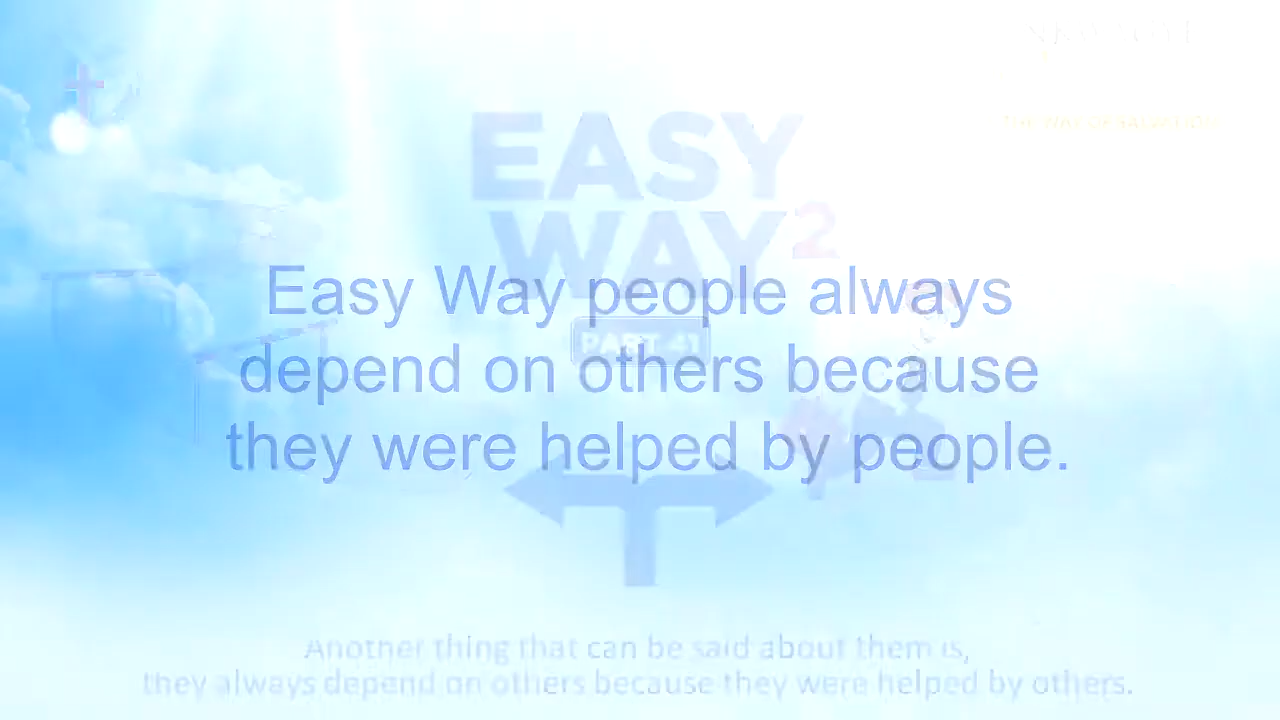 EASY
WAY2
PART 41
Easy Way people always
depend on others because
they were helped by people.
Another thing that can be said about them is,
they always depend on others because they were helped by others.